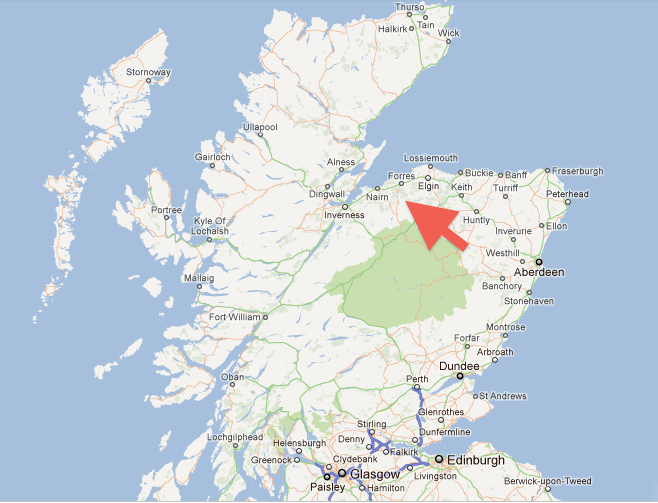 Thurso
Tain
Halkirk
Wick
Stornoway
Ullapool
Gairloch
Alness
Lossiemouth
Forres
Buckie
Banff
Fraserburgh
Dingwall
Nairn
Elgin
Keith
Turriff
Peterhead
Portree
Inverness
Huntly
Kyle Of
Lochalsh
Inverurie
Ellon
Westhill
Aberdeen
Mallaig
Banchory
Stonehaven
Fort William
Montrose
Forfar
Arbroath
Oban
Dundee
Perth
St Andrews
Glenrothes
Stirling
Lochgilphead
Denny
Dunfermline
Helensburgh
Falkirk
Greenock
Clydebank
Edinburgh
Glasgow
Livingston
Paisley
Hamilton
Berwick-upon-Tweed